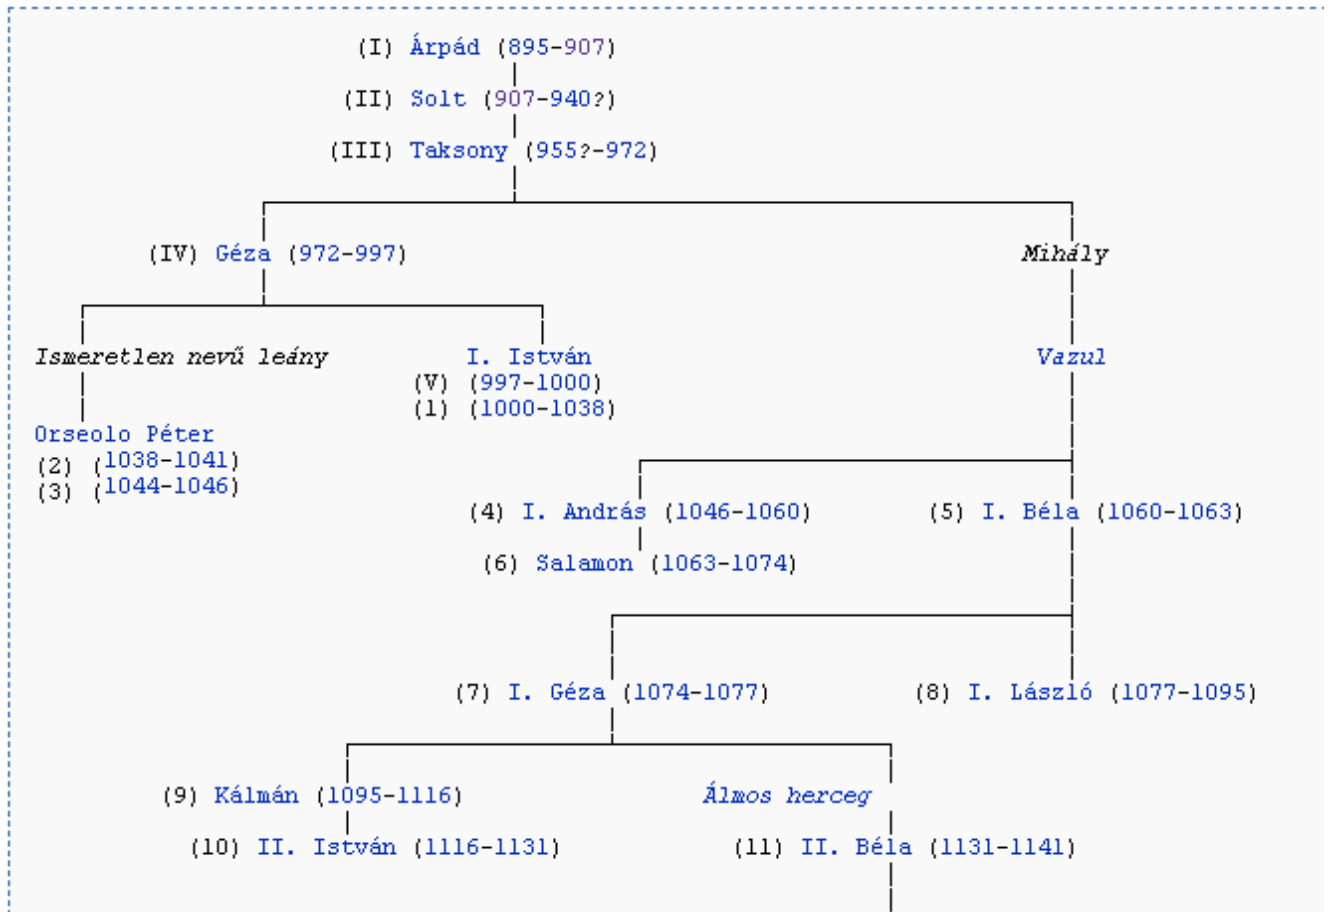 (I) Árpád (895-907)
(II) Solt (907-940?)
(III) Taksony (955?-972)
(IV) Géza (972-997) Mihály
Ismeretlen nevű leány I. István Vazul
(V) (997-1000)
(1) (1000-1038)
Orseolo Péter
(2) (1038-1041)
(3) (1044-1046)
(4) I. András (1046-1060) (5) I. Béla (1060-1063)
(6) Salamon (1063-1074)
(7) I. Géza (1074-1077) (8) I. László (1077-1095)
(9) Kálmán (1095-1116) Álmos herceg
(10) II. István (1116-1131) (11) II. Béla (1131-1141)